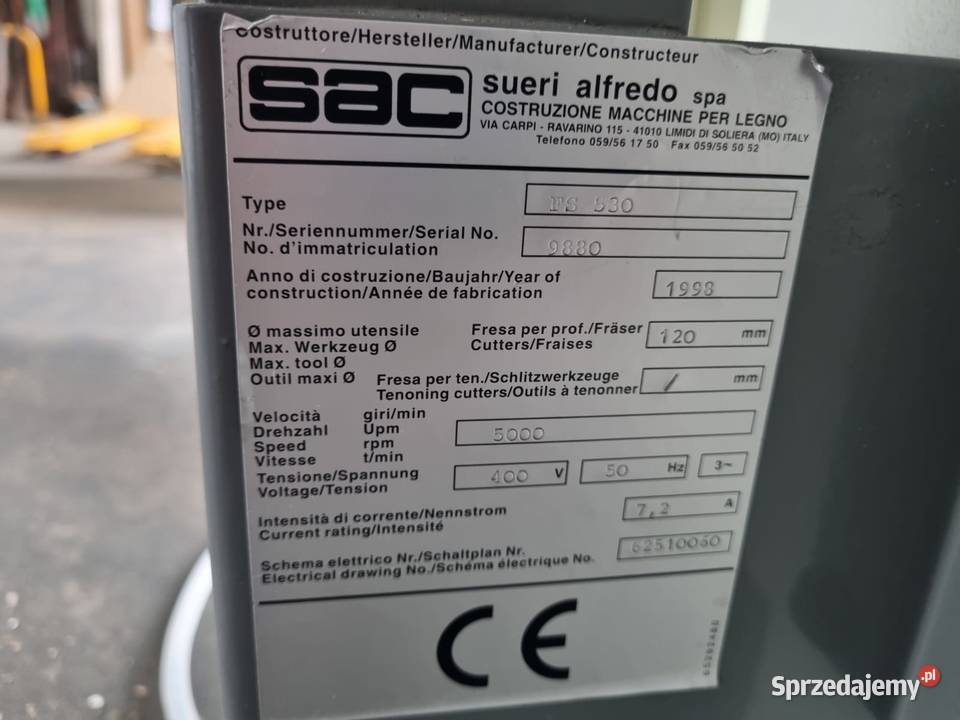 Costruttore/Hersteller/Manufacturer/Constructeur
sac
sueri alfredo spa
COSTRUZIONE MACCHINE PER LEGNO
VIA CARPI - RAVARINO 115 - 41010 LIMIDI DI SOLIERA (MO) ITALY
Telefono 059/56 17 50 Fax 059/56 50 52
Type FS 530
Nr./Seriennummer/Serial No.
No. d'immatriculation 9880
Anno di costruzione/Baujahr/Year of
construction/Année de fabrication 1998
Ø massimo utensile
Max. Werkzeug Ø
Max. tool Ø
Outil maxi Ø
Fresa per prof./Fräser
Cutters/Fraises 120 mm
Fresa per ten./Schlitzwerkzeuge
Tenoning cutters/Outils à tenonner / mm
Velocità giri/min
Drehzahl Upm
Speed rpm
Vitesse t/min
5000
Tensione/Spannung
Voltage/Tension
400 V 50 Hz 3~
Intensità di corrente/Nennstrom
Current rating/Intensité 7,2 A
Schema elettrico Nr./Schaltplan Nr.
Electrical drawing No./Schéma électrique No. 62510060
CE
Sprzedajemy.pl